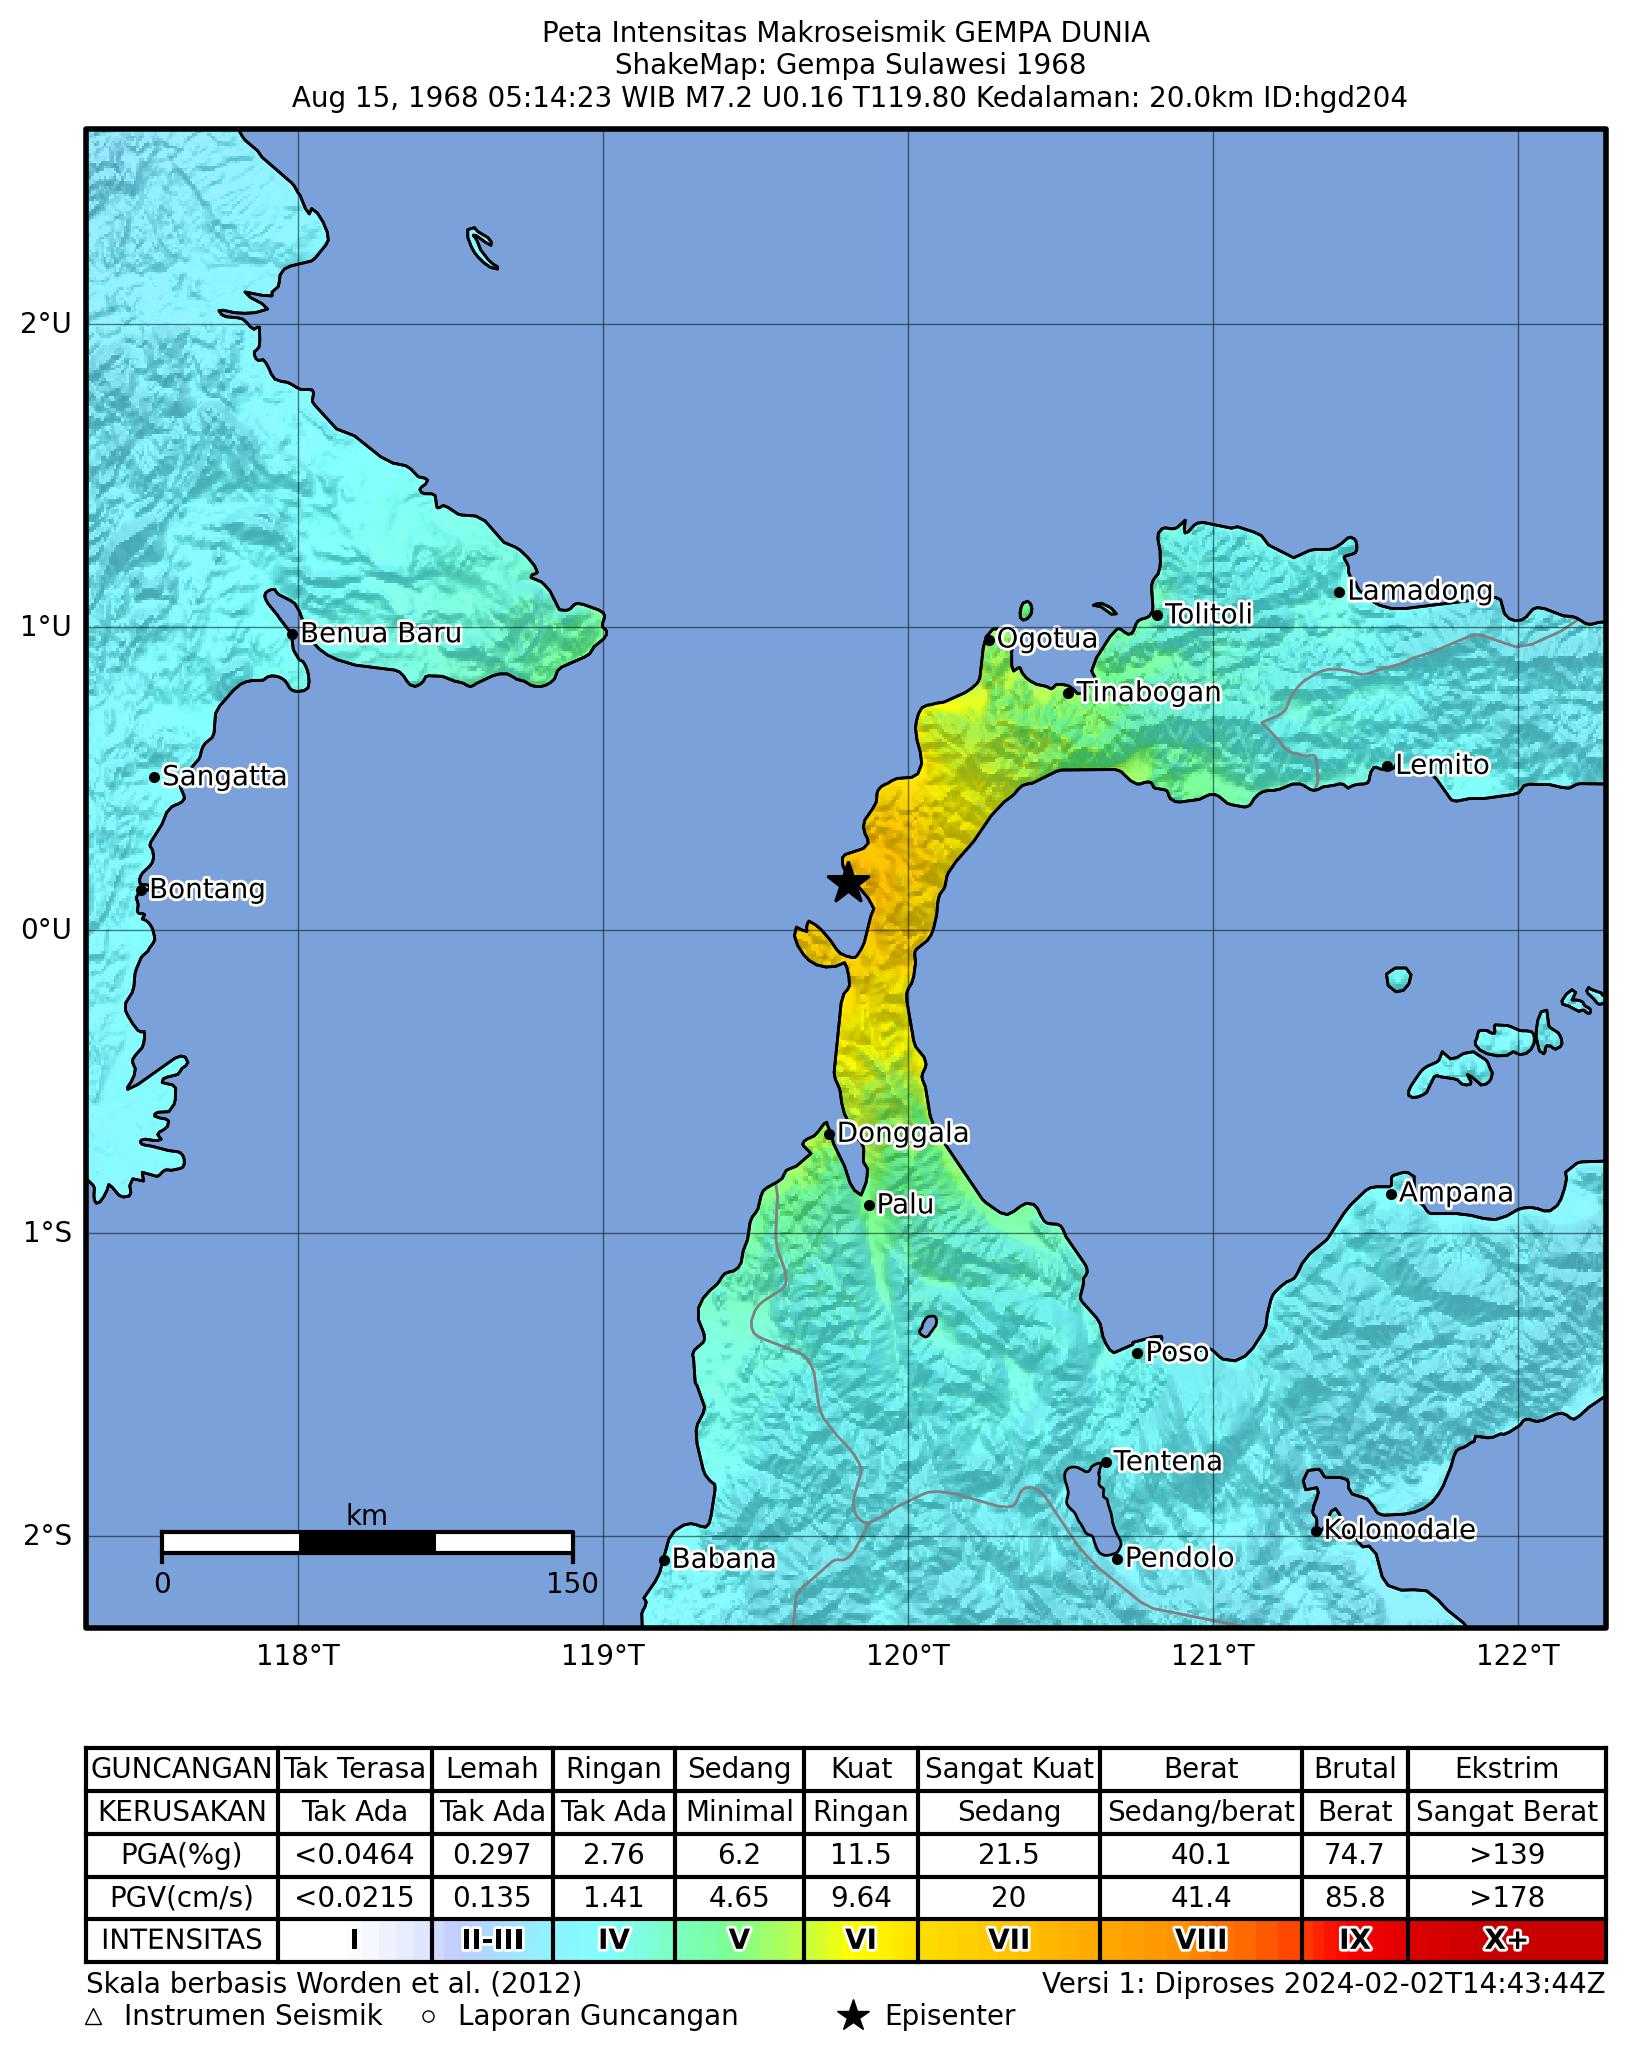 Peta Intensitas Makroseismik GEMPA DUNIA
ShakeMap: Gempa Sulawesi 1968
Aug 15, 1968 05:14:23 WIB M7.2 U0.16 T119.80 Kedalaman: 20.0km ID:hgd204
2°U
1°U
0°U
1°S
2°S
Lamadong
Tolitoli
Benua Baru
Ogotua
Tinabogan
Lemito
Sangatta
Bontang
Donggala
Ampana
Palu
Poso
Tentena
Kolonodale
Babana
Pendolo
km
0 150
118°T 119°T 120°T 121°T 122°T
GUNCANGAN Tak Terasa Lemah Ringan Sedang Kuat Sangat Kuat Berat Brutal Ekstrim
KERUSAKAN Tak Ada Tak Ada Tak Ada Minimal Ringan Sedang Sedang/berat Berat Sangat Berat
PGA(%g) <0.0464 0.297 2.76 6.2 11.5 21.5 40.1 74.7 >139
PGV(cm/s) <0.0215 0.135 1.41 4.65 9.64 20 41.4 85.8 >178
INTENSITAS I II-III IV V VI VII VIII IX X+
Skala berbasis Worden et al. (2012) Versi 1: Diproses 2024-02-02T14:43:44Z
Instrumen Seismik Laporan Guncangan Episenter